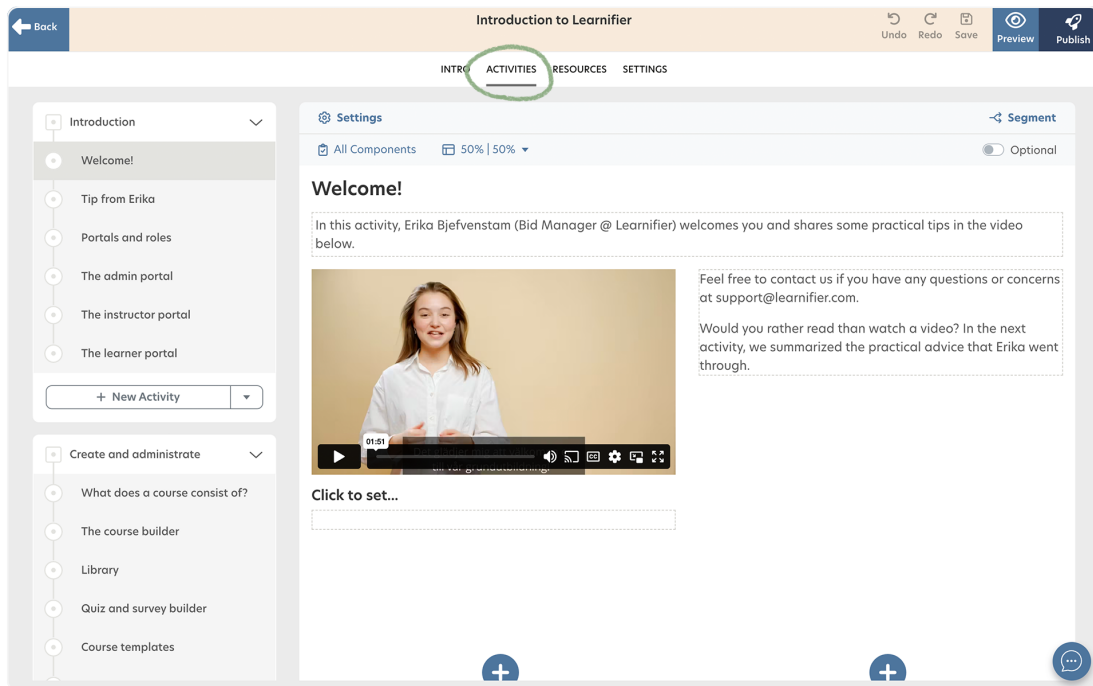 Back
Introduction to Learnifier
Undo
Redo
Save
Preview
Publish
INTRO
ACTIVITIES
RESOURCES
SETTINGS
Introduction
Welcome!
Tip from Erika
Portals and roles
The admin portal
The instructor portal
The learner portal
+ New Activity
Create and administrate
What does a course consist of?
The course builder
Library
Quiz and survey builder
Course templates
Settings
Segment
All Components
50% | 50%
Optional
Welcome!
In this activity, Erika Bjefvenstam (Bid Manager @ Learnifier) welcomes you and shares some practical tips in the video
below.
01:51
CC
till vår grundutbildning.
Click to set...
Feel free to contact us if you have any questions or concerns
at support@learnifier.com.
Would you rather read than watch a video? In the next
activity, we summarized the practical advice that Erika went
through.